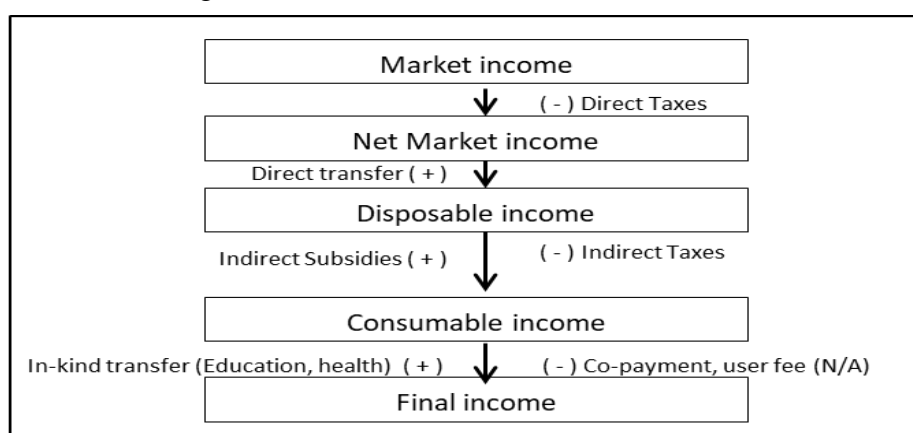 Market income
( - ) Direct Taxes
Net Market income
Direct transfer ( + )
Disposable income
Indirect Subsidies ( + )
( - ) Indirect Taxes
Consumable income
In-kind transfer (Education, health) ( + )
( - ) Co-payment, user fee (N/A)
Final income